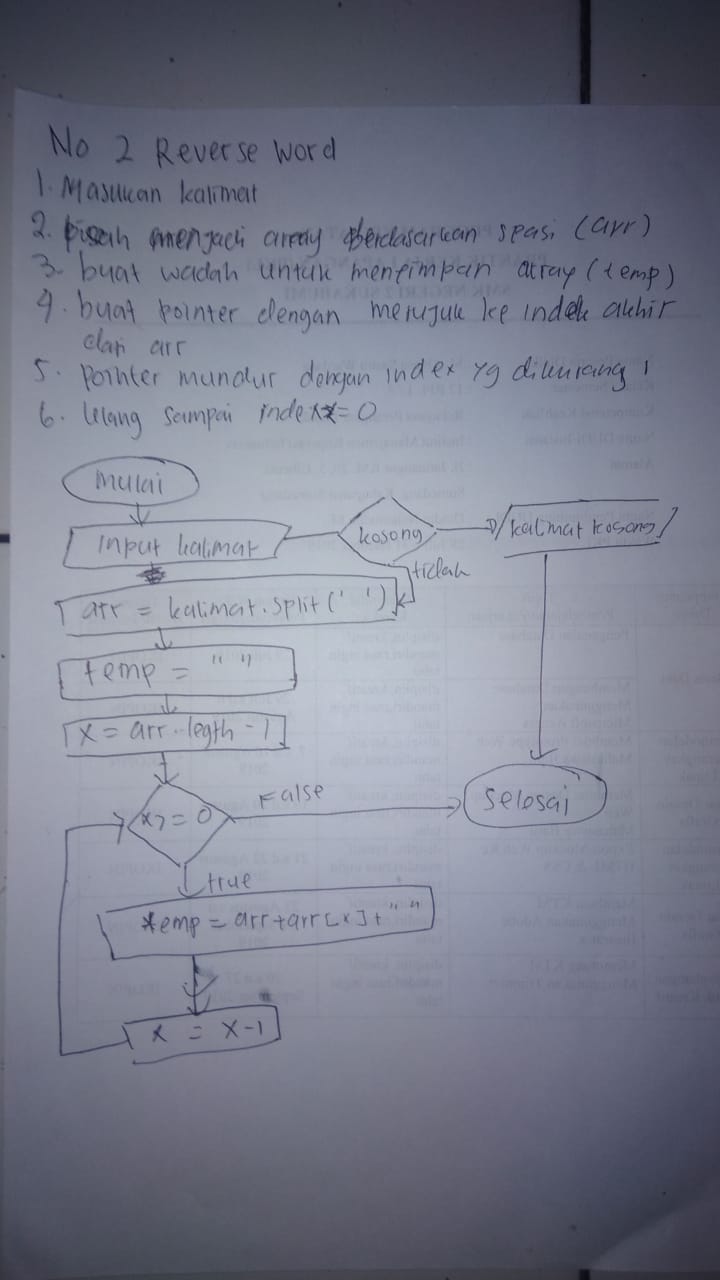 No 2 Reverse Word
1. Masukan kalimat
2. pisah menjadi array Berdasarkan spasi (arr)
3. buat wadah untuk menyimpan array (temp)
4. buat pointer dengan merujuk ke indek akhir
dari arr
5. pointer mundur dengan index yg dikurang 1
6. Ulang sampai index = 0
mulai
input kalimat
kosong
kalimat kosong
tidak
arr = kalimat.split(' ')
temp = " "
x = arr.legth - 1
x >= 0
False
Selesai
true
temp = arr+arr[x]+" "
x = x-1